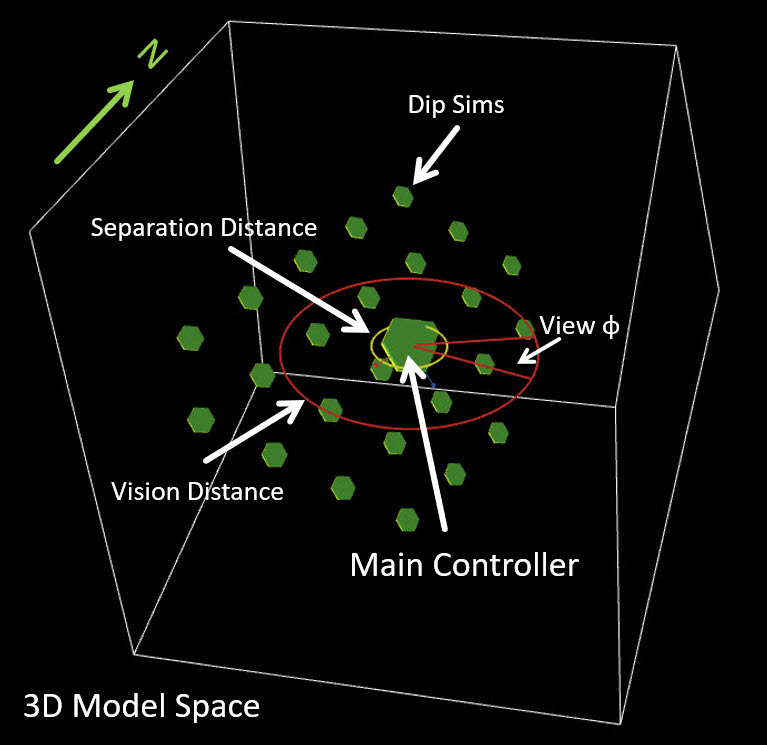 N
Dip Sims
Separation Distance
View ϕ
Vision Distance
Main Controller
3D Model Space